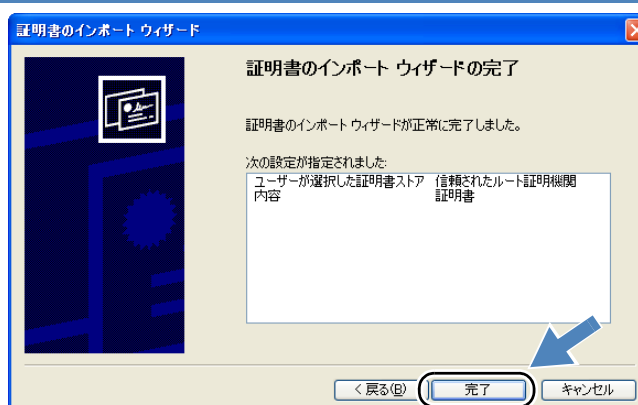 証明書のインポート ウィザード
証明書のインポート ウィザードの完了
証明書のインポート ウィザードが正常に完了しました。
次の設定が指定されました:
ユーザーが選択した証明書ストア 信頼されたルート証明機関
内容 証明書
< 戻る(B) 完了 キャンセル